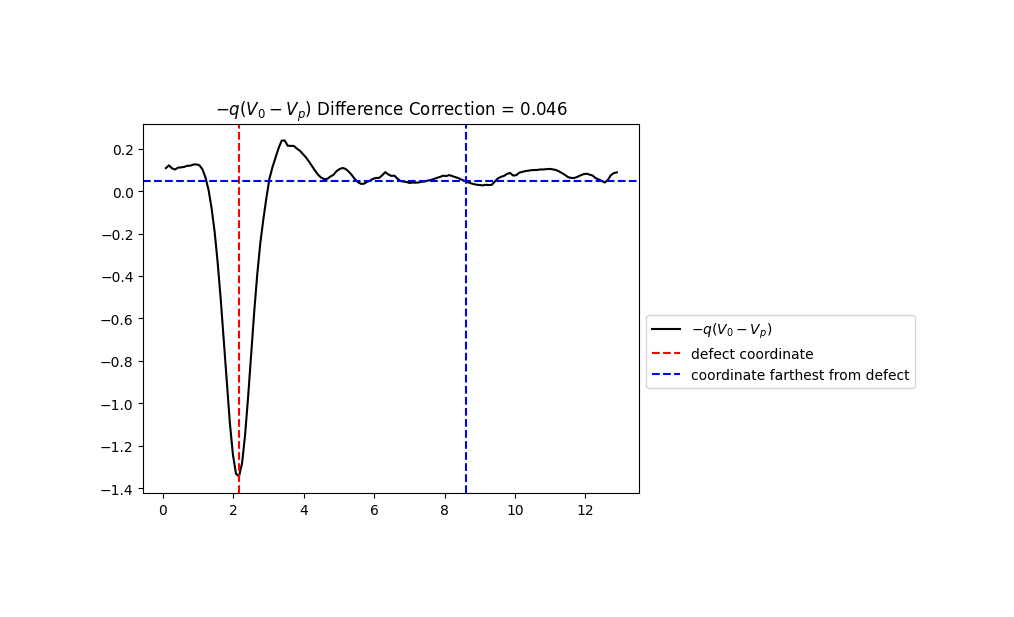 −q(V₀ − Vₚ) Difference Correction = 0.046
0.2
0.0
−0.2
−0.4
−0.6
−0.8
−1.0
−1.2
−1.4
0 2 4 6 8 10 12
−q(V₀ − Vₚ)
defect coordinate
coordinate farthest from defect